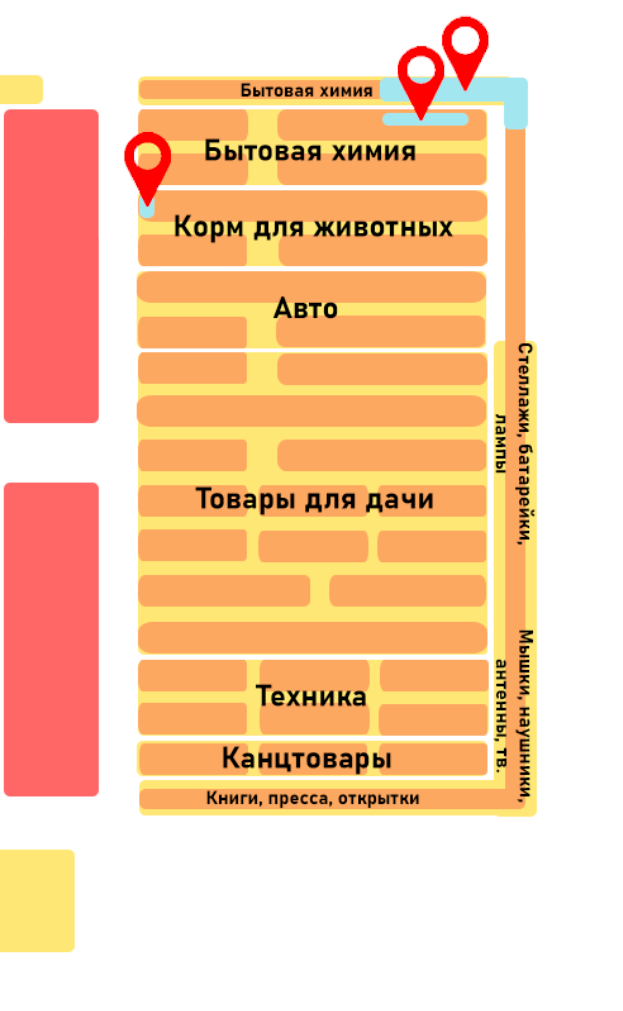 Бытовая химия
Бытовая химия
Корм для животных
Авто
Стеллажи, батарейки,
лампы
Товары для дачи
Мышки, наушники,
антенны, тв.
Техника
Канцтовары
Книги, пресса, открытки